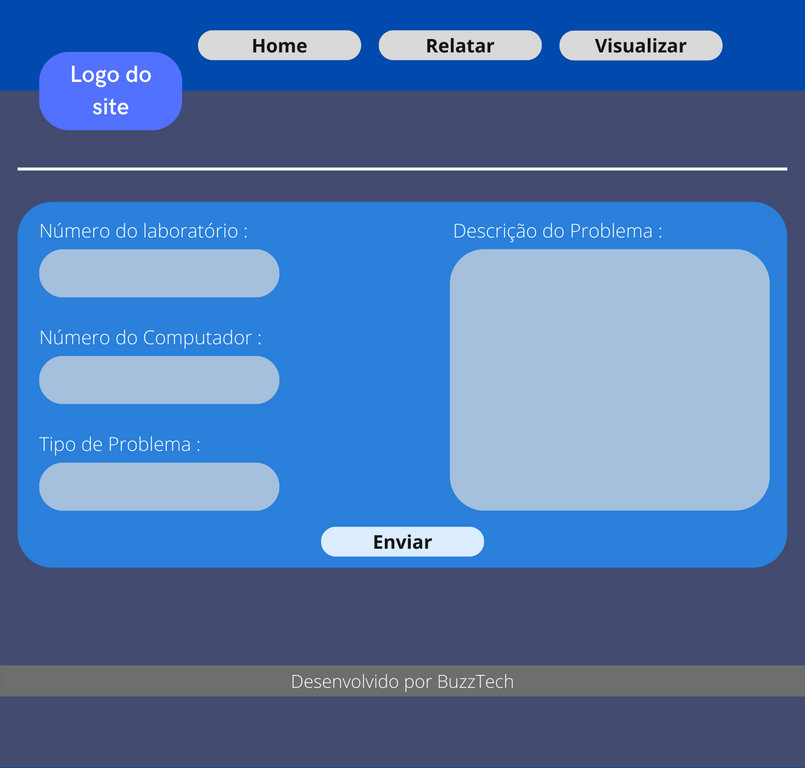 Home
Relatar
Visualizar
Logo do
site
Número do laboratório :
Número do Computador :
Tipo de Problema :
Descrição do Problema :
Enviar
Desenvolvido por BuzzTech